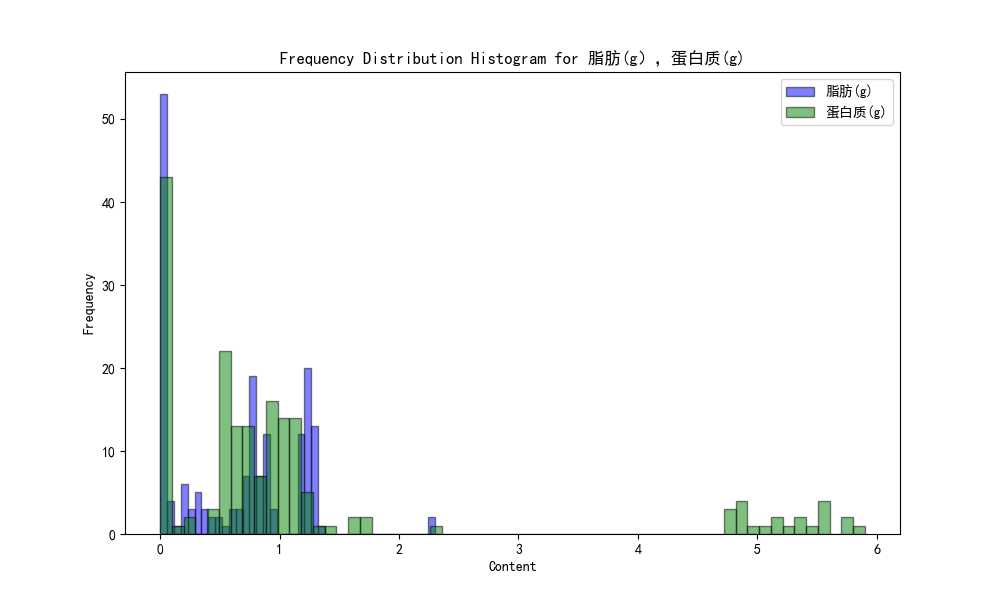 Frequency Distribution Histogram for 脂肪(g) , 蛋白质(g)
脂肪(g)
蛋白质(g)
50
40
30
20
10
0
Frequency
0 1 2 3 4 5 6
Content